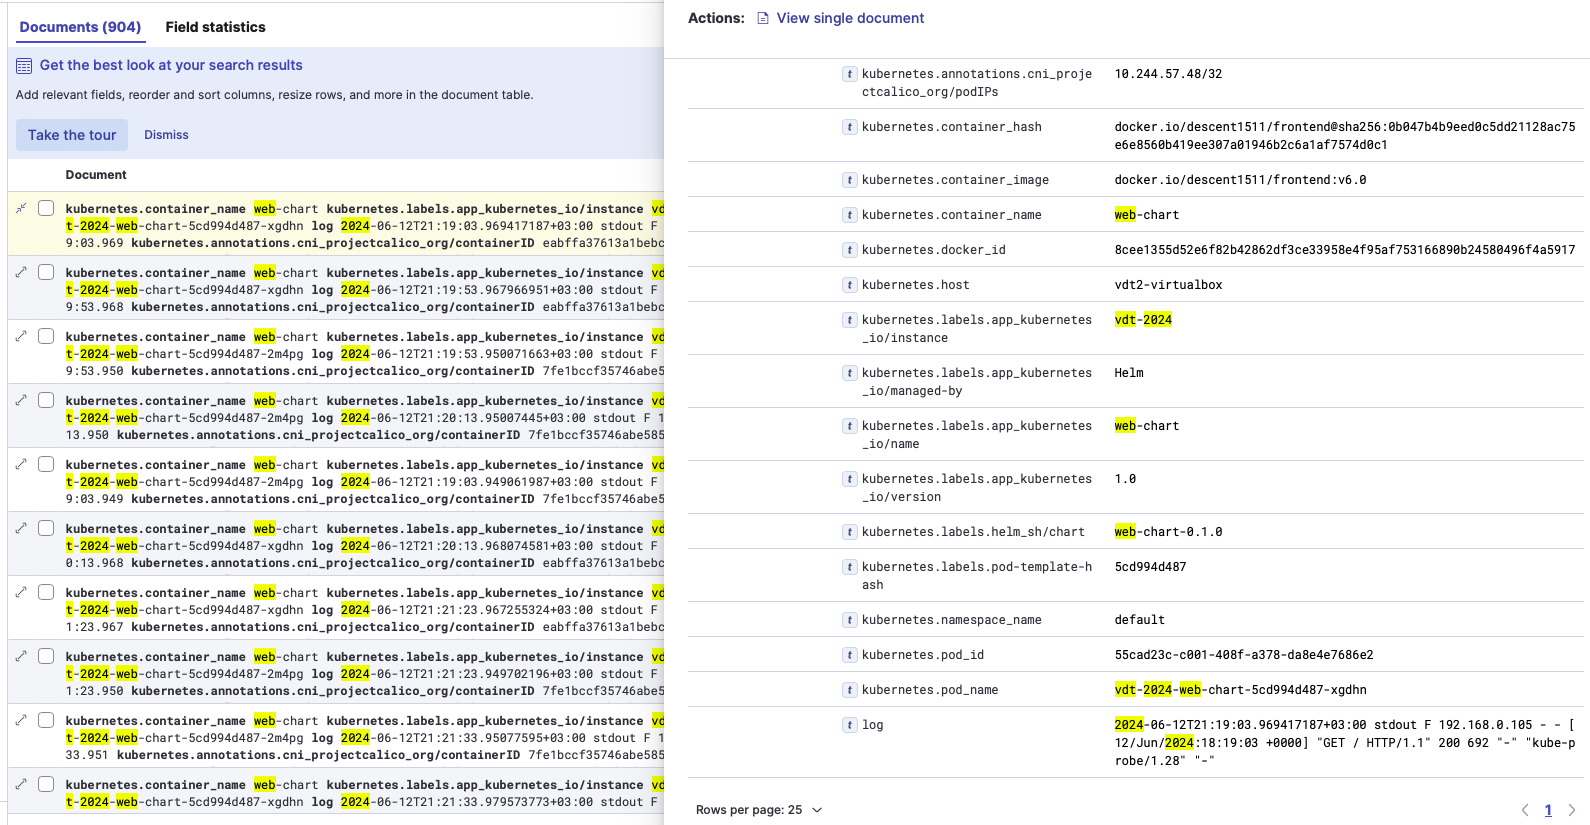 Documents (904) Field statistics
Get the best look at your search results
Add relevant fields, reorder and sort columns, resize rows, and more in the document table.
Take the tour Dismiss
Document
kubernetes.container_name web-chart kubernetes.labels.app_kubernetes_io/instance vd
t-2024-web-chart-5cd994d487-xgdhn log 2024-06-12T21:19:03.969417187+03:00 stdout F
9:03.969 kubernetes.annotations.cni_projectcalico_org/containerID eabffa37613a1bebc
kubernetes.container_name web-chart kubernetes.labels.app_kubernetes_io/instance vd
t-2024-web-chart-5cd994d487-xgdhn log 2024-06-12T21:19:53.967966951+03:00 stdout F
9:53.968 kubernetes.annotations.cni_projectcalico_org/containerID eabffa37613a1bebc
kubernetes.container_name web-chart kubernetes.labels.app_kubernetes_io/instance vd
t-2024-web-chart-5cd994d487-2m4pg log 2024-06-12T21:19:53.950071663+03:00 stdout F
9:53.950 kubernetes.annotations.cni_projectcalico_org/containerID 7fe1bccf35746abe5
kubernetes.container_name web-chart kubernetes.labels.app_kubernetes_io/instance vd
t-2024-web-chart-5cd994d487-2m4pg log 2024-06-12T21:20:13.95007445+03:00 stdout F 1
13.950 kubernetes.annotations.cni_projectcalico_org/containerID 7fe1bccf35746abe585
kubernetes.container_name web-chart kubernetes.labels.app_kubernetes_io/instance vd
t-2024-web-chart-5cd994d487-2m4pg log 2024-06-12T21:19:03.949061987+03:00 stdout F
9:03.949 kubernetes.annotations.cni_projectcalico_org/containerID 7fe1bccf35746abe5
kubernetes.container_name web-chart kubernetes.labels.app_kubernetes_io/instance vd
t-2024-web-chart-5cd994d487-xgdhn log 2024-06-12T21:20:13.968074581+03:00 stdout F
0:13.968 kubernetes.annotations.cni_projectcalico_org/containerID eabffa37613a1bebc
kubernetes.container_name web-chart kubernetes.labels.app_kubernetes_io/instance vd
t-2024-web-chart-5cd994d487-xgdhn log 2024-06-12T21:21:23.967255324+03:00 stdout F
1:23.967 kubernetes.annotations.cni_projectcalico_org/containerID eabffa37613a1bebc
kubernetes.container_name web-chart kubernetes.labels.app_kubernetes_io/instance vd
t-2024-web-chart-5cd994d487-2m4pg log 2024-06-12T21:21:23.949702196+03:00 stdout F
1:23.950 kubernetes.annotations.cni_projectcalico_org/containerID 7fe1bccf35746abe5
kubernetes.container_name web-chart kubernetes.labels.app_kubernetes_io/instance vd
t-2024-web-chart-5cd994d487-2m4pg log 2024-06-12T21:21:33.95077595+03:00 stdout F 1
33.951 kubernetes.annotations.cni_projectcalico_org/containerID 7fe1bccf35746abe585
kubernetes.container_name web-chart kubernetes.labels.app_kubernetes_io/instance vd
t-2024-web-chart-5cd994d487-xgdhn log 2024-06-12T21:21:33.979573773+03:00 stdout F
Actions: View single document
t kubernetes.annotations.cni_proje 10.244.57.48/32
ctcalico_org/podIPs
t kubernetes.container_hash docker.io/descent1511/frontend@sha256:0b047b4b9eed0c5dd21128ac75
e6e8560b419ee307a01946b2c6a1af7574d0c1
t kubernetes.container_image docker.io/descent1511/frontend:v6.0
t kubernetes.container_name web-chart
t kubernetes.docker_id 8cee1355d52e6f82b42862df3ce33958e4f95af753166890b24580496f4a5917
t kubernetes.host vdt2-virtualbox
t kubernetes.labels.app_kubernetes vdt-2024
_io/instance
t kubernetes.labels.app_kubernetes Helm
_io/managed-by
t kubernetes.labels.app_kubernetes web-chart
_io/name
t kubernetes.labels.app_kubernetes 1.0
_io/version
t kubernetes.labels.helm_sh/chart web-chart-0.1.0
t kubernetes.labels.pod-template-h 5cd994d487
ash
t kubernetes.namespace_name default
t kubernetes.pod_id 55cad23c-c001-408f-a378-da8e4e7686e2
t kubernetes.pod_name vdt-2024-web-chart-5cd994d487-xgdhn
t log 2024-06-12T21:19:03.969417187+03:00 stdout F 192.168.0.105 - - [
12/Jun/2024:18:19:03 +0000] "GET / HTTP/1.1" 200 692 "-" "kube-p
robe/1.28" "-"
Rows per page: 25 1